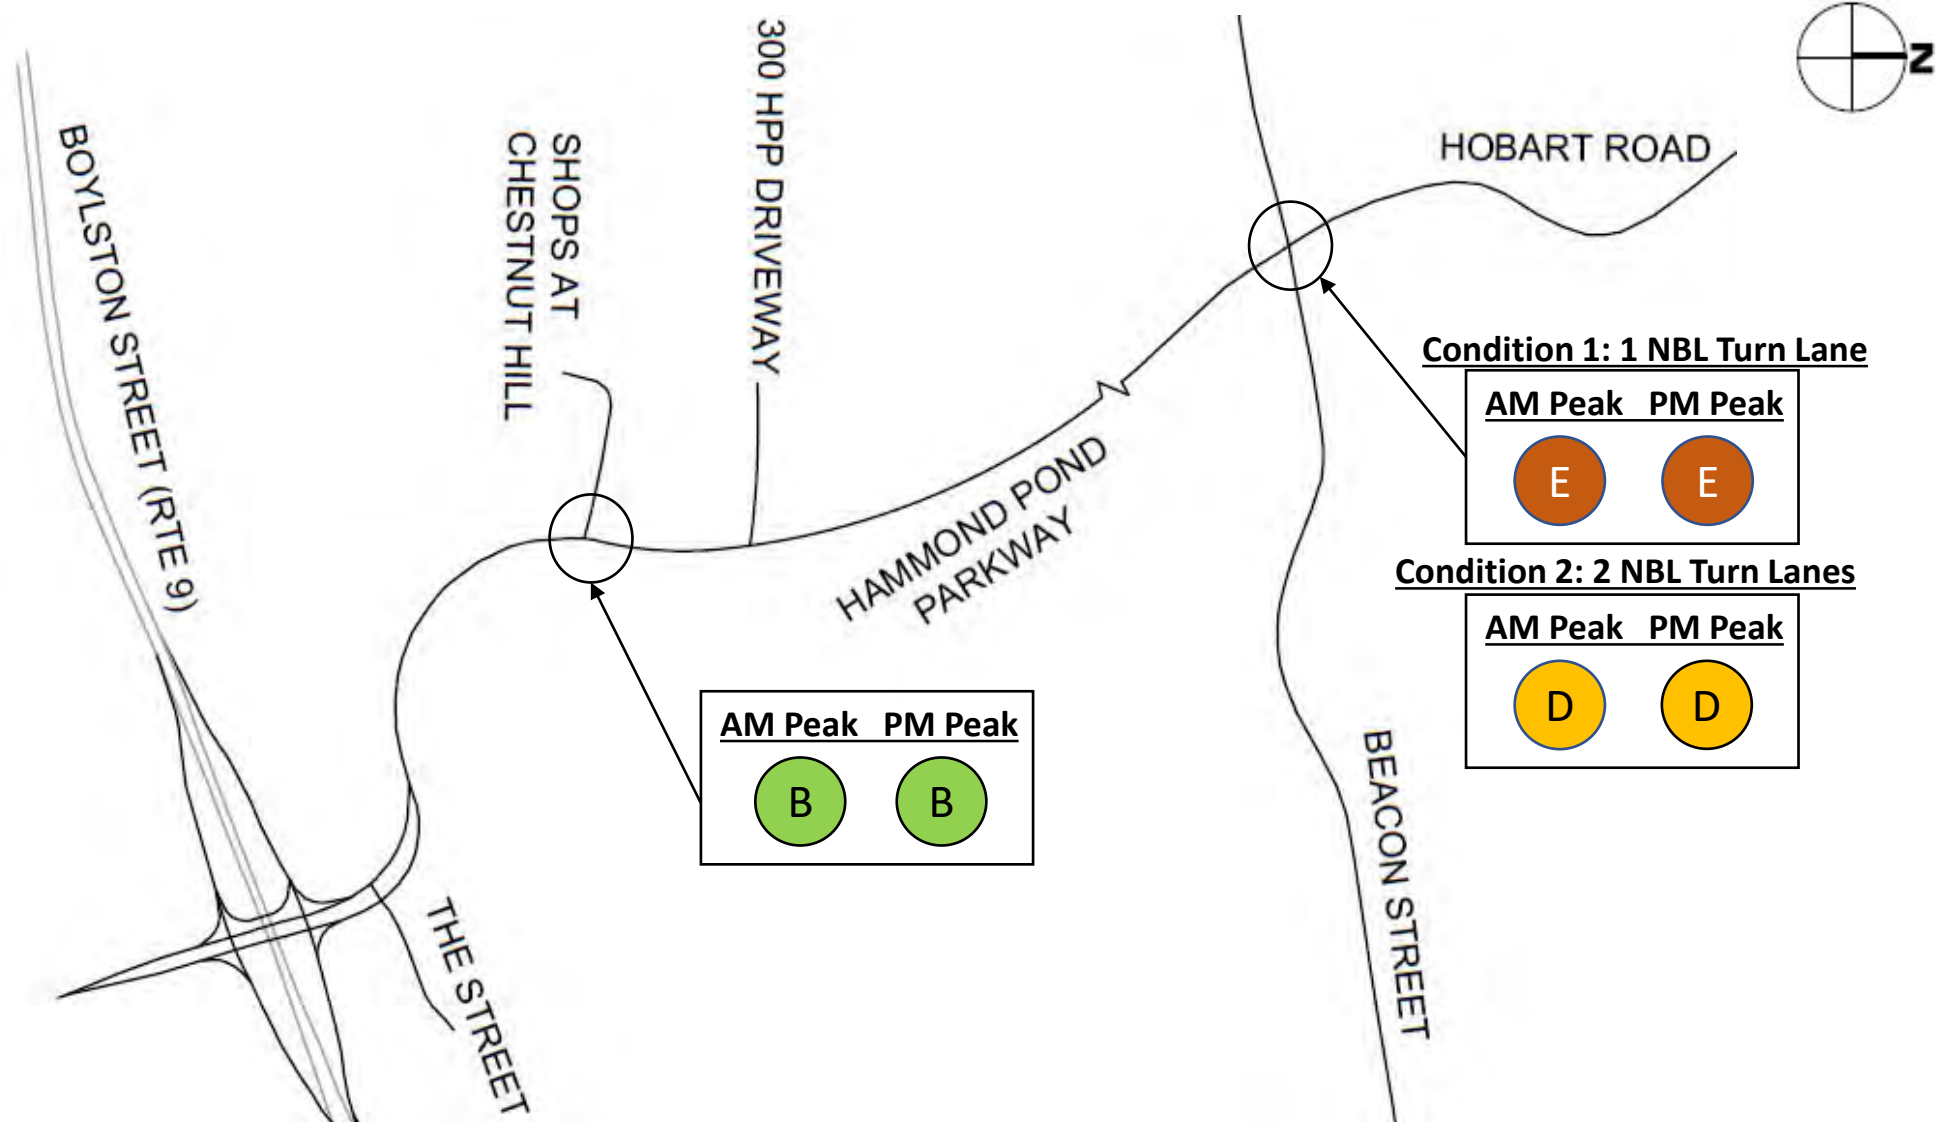 N
300 HPP DRIVEWAY
BOYLSTON STREET (RTE 9)
SHOPS AT
CHESTNUT HILL
HOBART ROAD
Condition 1: 1 NBL Turn Lane
AM Peak PM Peak
E E
HAMMOND POND
PARKWAY
Condition 2: 2 NBL Turn Lanes
AM Peak PM Peak
D D
AM Peak PM Peak
B B
BEACON STREET
THE STREET